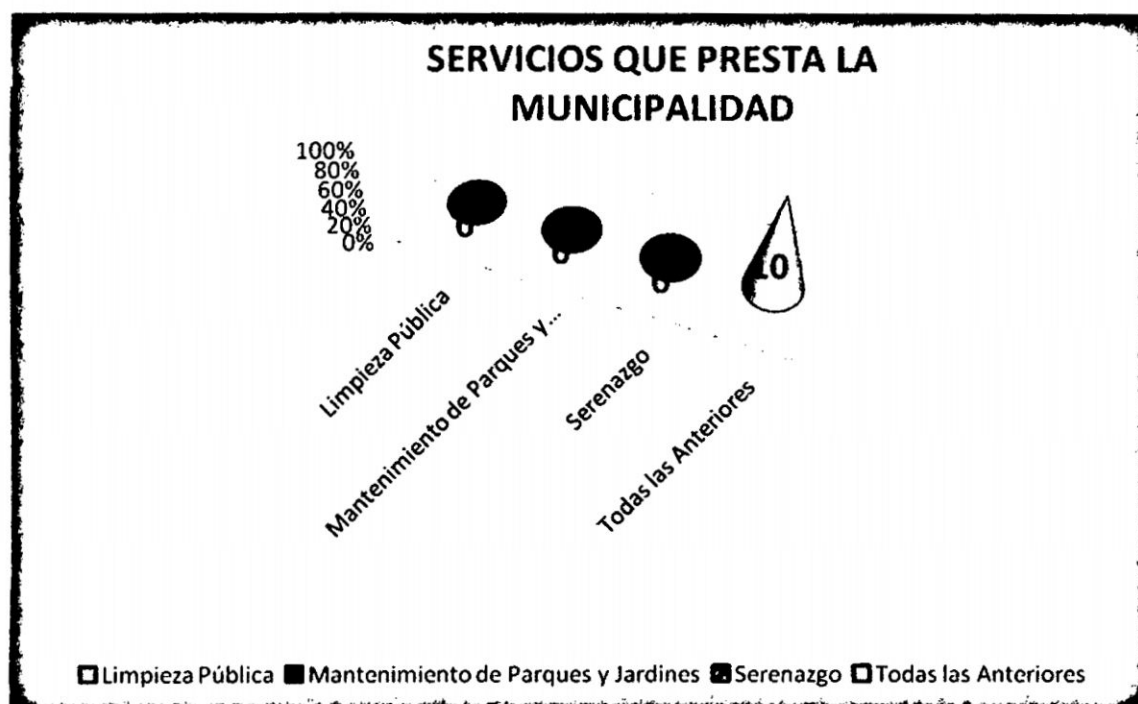 SERVICIOS QUE PRESTA LA
MUNICIPALIDAD
100%
80%
60%
40%
20%
0%
0
0
0
10
Limpieza Pública
Mantenimiento de Parques y...
Serenazgo
Todas las Anteriores
Limpieza Pública Mantenimiento de Parques y Jardines Serenazgo Todas las Anteriores